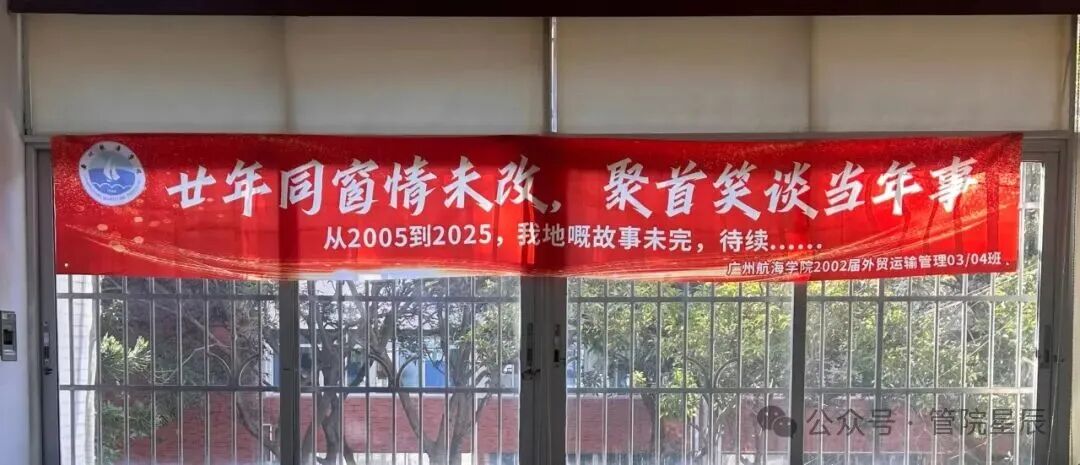 廿年同窗情未改，聚首笑谈当年事
从2005到2025，我地嘅故事未完，待续......
广州航海学院2002届外贸运输管理03/04班
公众号 · 管院星辰